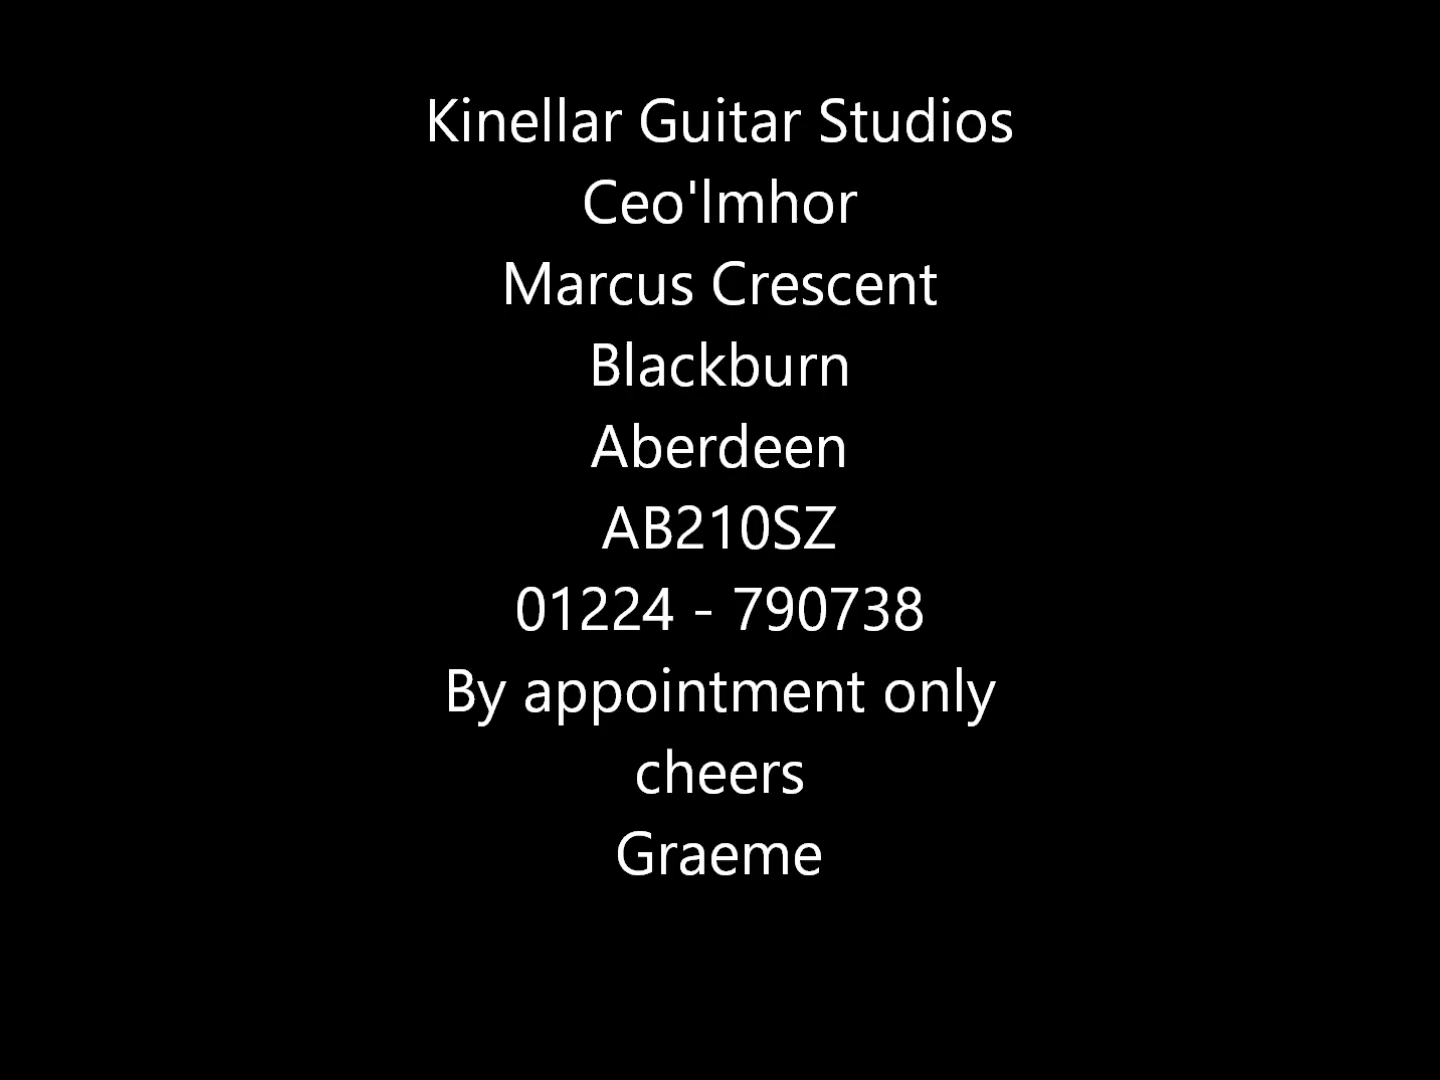 Kinellar Guitar Studios
Ceo'lmhor
Marcus Crescent
Blackburn
Aberdeen
AB210SZ
01224 - 790738
By appointment only
cheers
Graeme